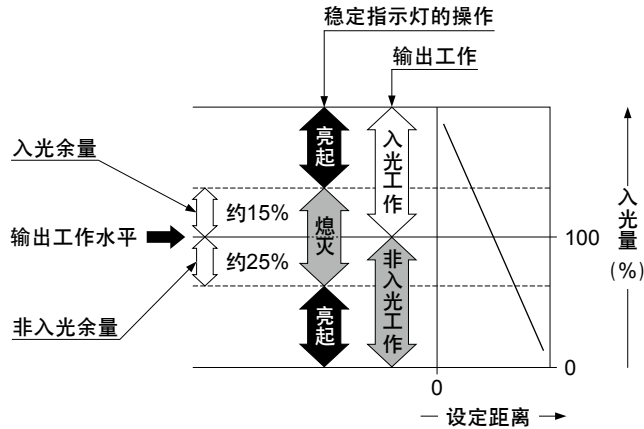 稳定指示灯的操作
输出工作
入光余量
亮起
入光工作
约15%
熄灭
输出工作水平
100
入光量
(%)
约25%
非入光工作
非入光余量
亮起
0
0
设定距离